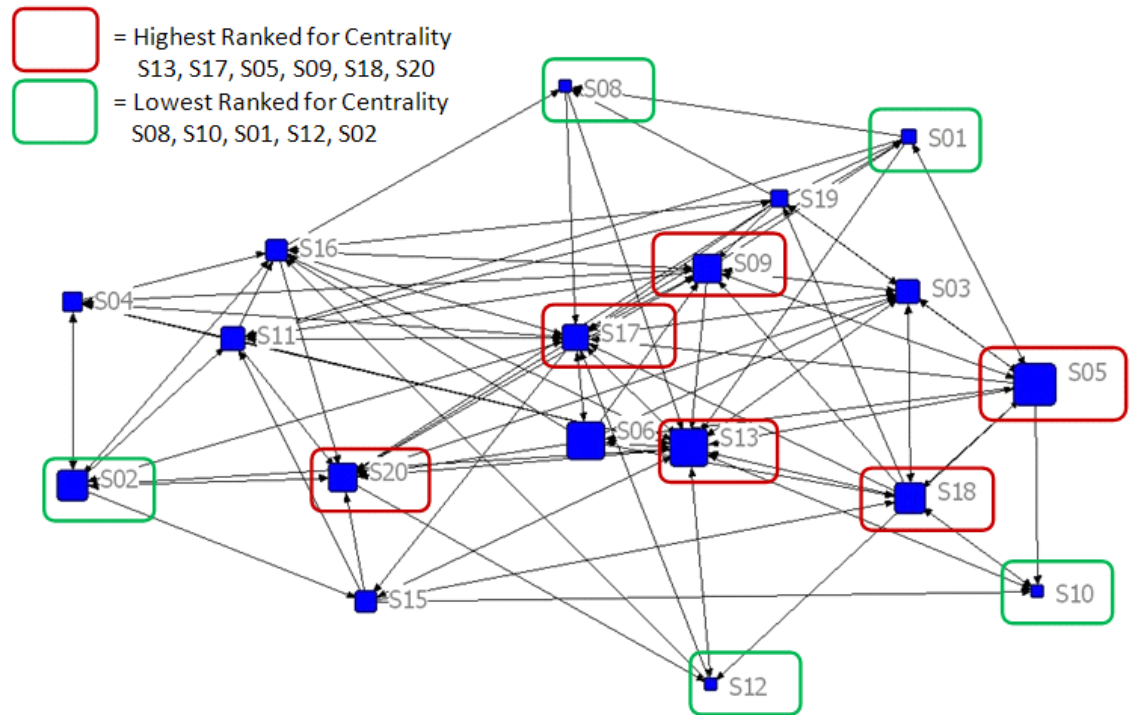 = Highest Ranked for Centrality
S13, S17, S05, S09, S18, S20
= Lowest Ranked for Centrality
S08, S10, S01, S12, S02
S08
S01
S19
S16
S09
S03
S04
S11
S17
S05
S06
S13
S02
S20
S18
S15
S10
S12